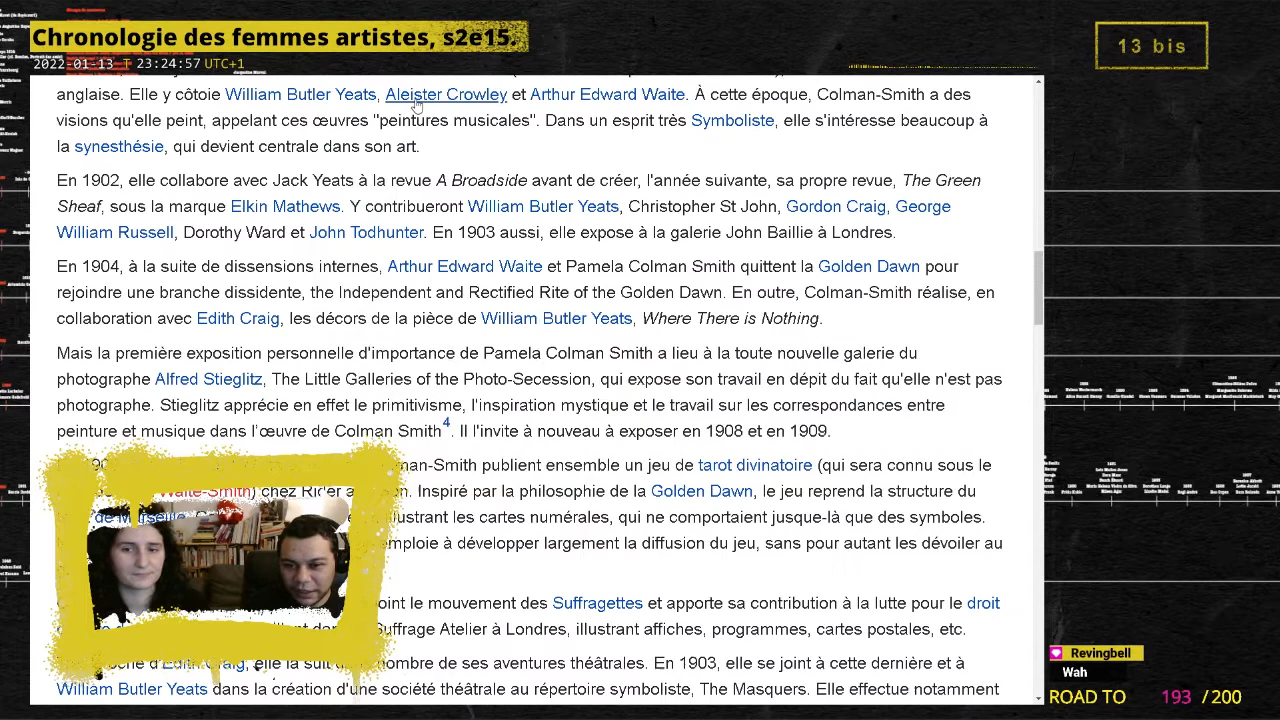 Chronologie des femmes artistes, s2e15
2022-01-13 T 23:24:57 UTC+1
13 bis
anglaise. Elle y côtoie William Butler Yeats, Aleister Crowley et Arthur Edward Waite. À cette époque, Colman-Smith a des
visions qu'elle peint, appelant ces œuvres "peintures musicales". Dans un esprit très Symboliste, elle s'intéresse beaucoup à
la synesthésie, qui devient centrale dans son art.
En 1902, elle collabore avec Jack Yeats à la revue A Broadside avant de créer, l'année suivante, sa propre revue, The Green
Sheaf, sous la marque Elkin Mathews. Y contribueront William Butler Yeats, Christopher St John, Gordon Craig, George
William Russell, Dorothy Ward et John Todhunter. En 1903 aussi, elle expose à la galerie John Baillie à Londres.
En 1904, à la suite de dissensions internes, Arthur Edward Waite et Pamela Colman Smith quittent la Golden Dawn pour
rejoindre une branche dissidente, the Independent and Rectified Rite of the Golden Dawn. En outre, Colman-Smith réalise, en
collaboration avec Edith Craig, les décors de la pièce de William Butler Yeats, Where There is Nothing.
Mais la première exposition personnelle d'importance de Pamela Colman Smith a lieu à la toute nouvelle galerie du
photographe Alfred Stieglitz, The Little Galleries of the Photo-Secession, qui expose son travail en dépit du fait qu'elle n'est pas
photographe. Stieglitz apprécie en effet le primitivisme, l'inspiration mystique et le travail sur les correspondances entre
peinture et musique dans l'œuvre de Colman Smith4. Il l'invite à nouveau à exposer en 1908 et en 1909.
man-Smith publient ensemble un jeu de tarot divinatoire (qui sera connu sous le
Waite-Smith) chez Rider a Inspiré par la philosophie de la Golden Dawn, le jeu reprend la structure du
de Marseille illustrant les cartes numérales, qui ne comportaient jusque-là que des symboles.
emploie à développer largement la diffusion du jeu, sans pour autant les dévoiler au
oint le mouvement des Suffragettes et apporte sa contribution à la lutte pour le droit
Suffrage Atelier à Londres, illustrant affiches, programmes, cartes postales, etc.
d'Edith Craig, elle la suit nombre de ses aventures théâtrales. En 1903, elle se joint à cette dernière et à
William Butler Yeats dans la création d'une société théâtrale au répertoire symboliste, The Masquers. Elle effectue notamment
Revingbell
Wah
ROAD TO 193 / 200